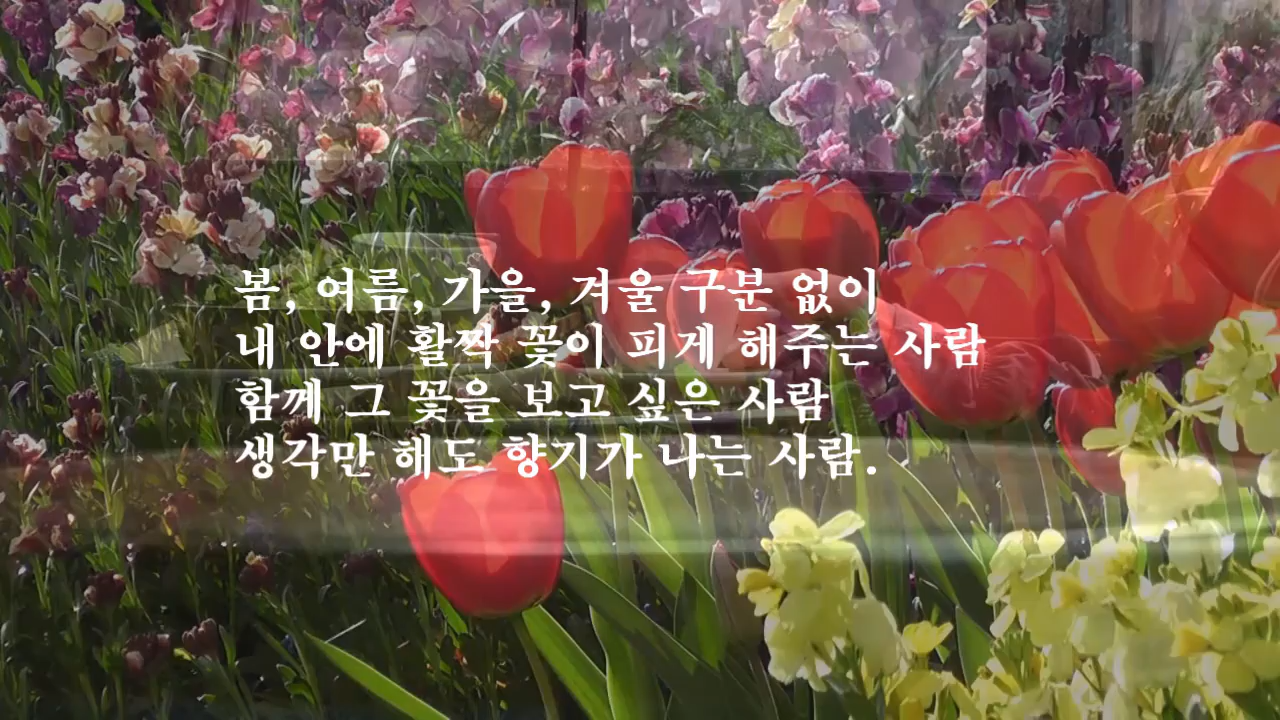 봄, 여름, 가을, 겨울 구분 없이
내 안에 활짝 꽃이 피게 해주는 사람
함께 그 꽃을 보고 싶은 사람
생각만 해도 향기가 나는 사람.